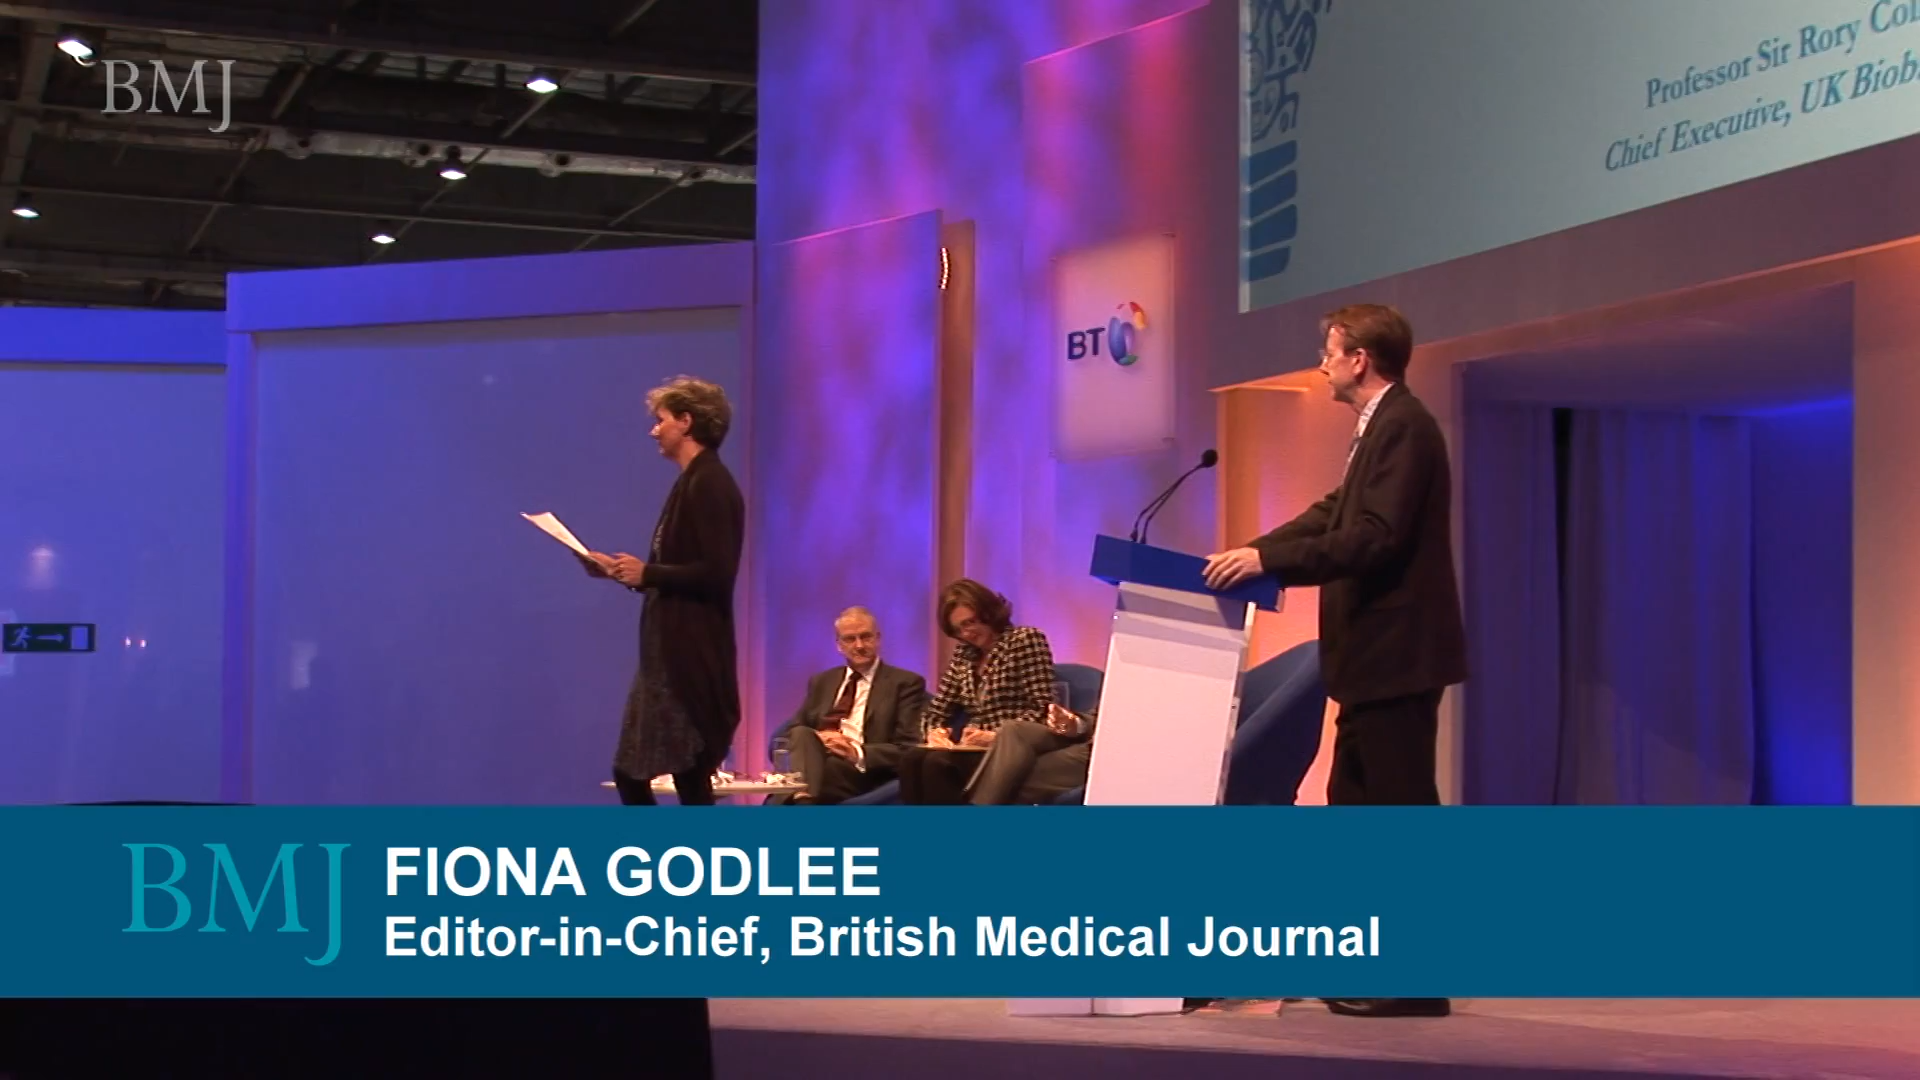 BMJ
Professor Sir Rory
Chief Executive, UK
BT
BMJ
FIONA GODLEE
Editor-in-Chief, British Medical Journal